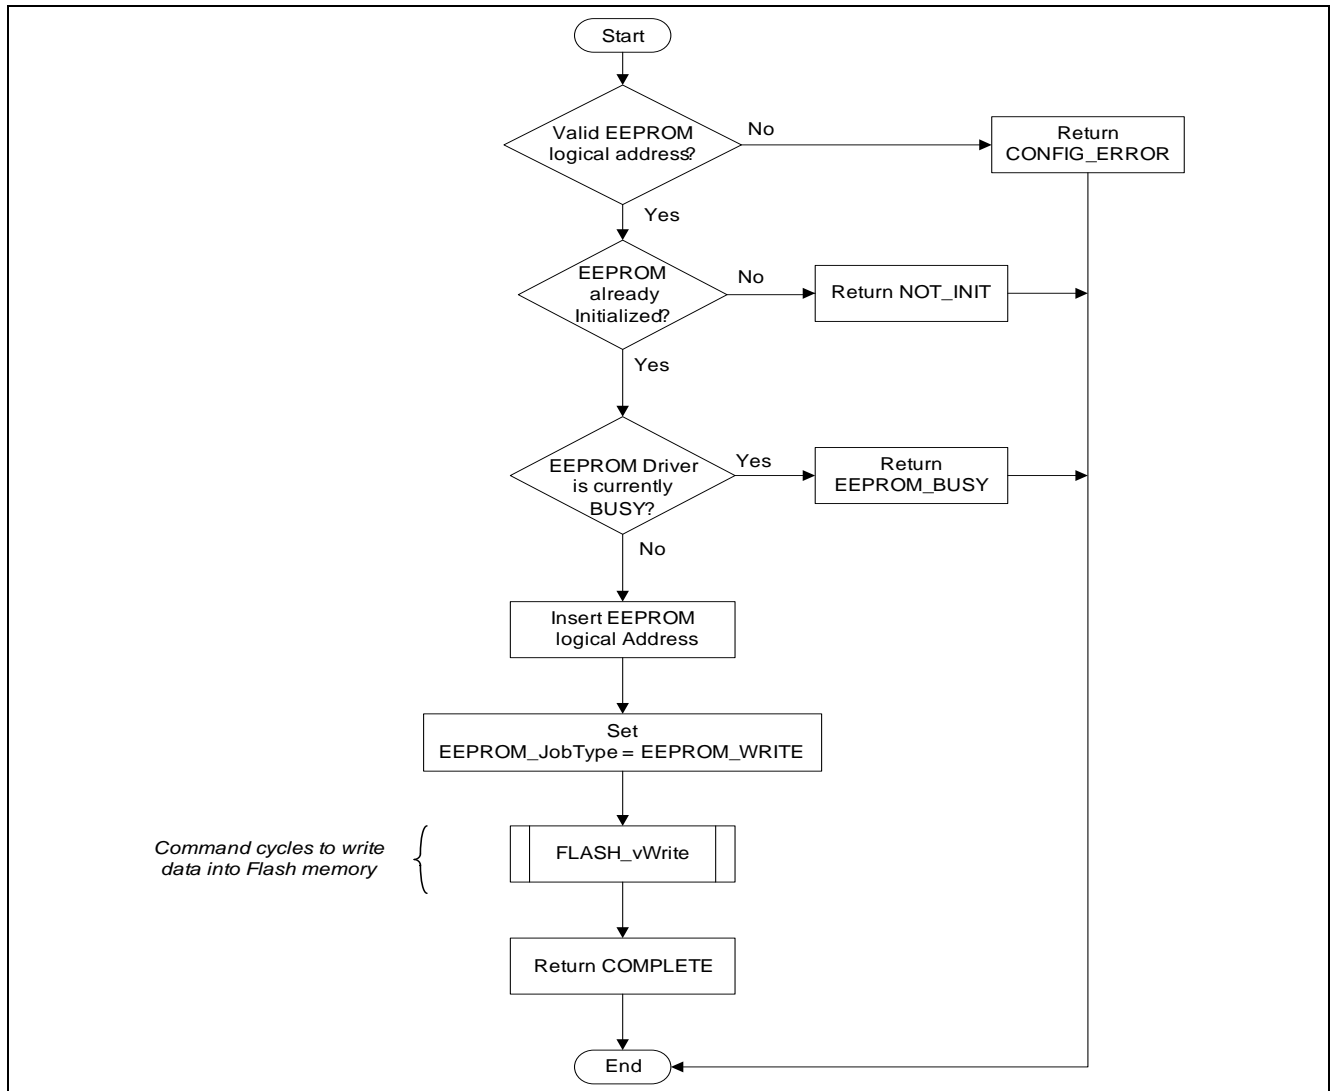 Start
Valid EEPROM
logical address?
No
Return
CONFIG_ERROR
Yes
EEPROM
already
Initialized?
No
Return NOT_INIT
Yes
EEPROM Driver
is currently
BUSY?
Yes
Return
EEPROM_BUSY
No
Insert EEPROM
logical Address
Set
EEPROM_JobType = EEPROM_WRITE
Command cycles to write
data into Flash memory
FLASH_vWrite
Return COMPLETE
End